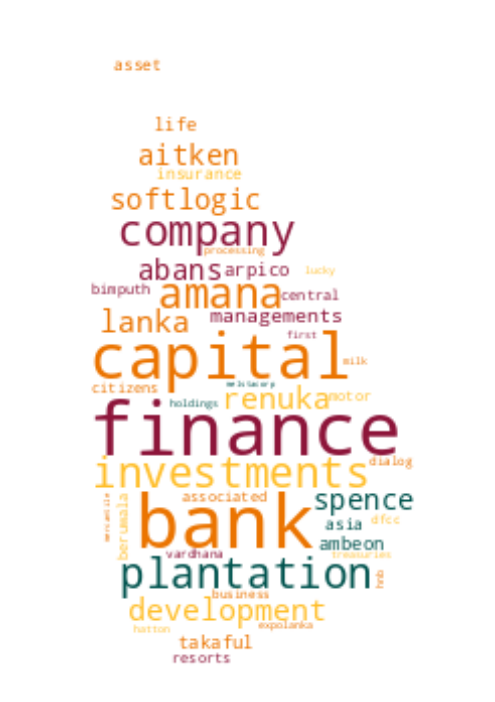 asset
life
aitken
insurance
softlogic
company
processing
abans arpico lucky
bimputh amana central
lanka managements
first
capital milk
citizens melstacorp
holdings renuka motor
finance
investments dialog
mercantile berumala associated spence
bank asia dfcc
ambeon
vardhana treasuries
plantation hnb
business
development
hatton expolanka
takaful
resorts